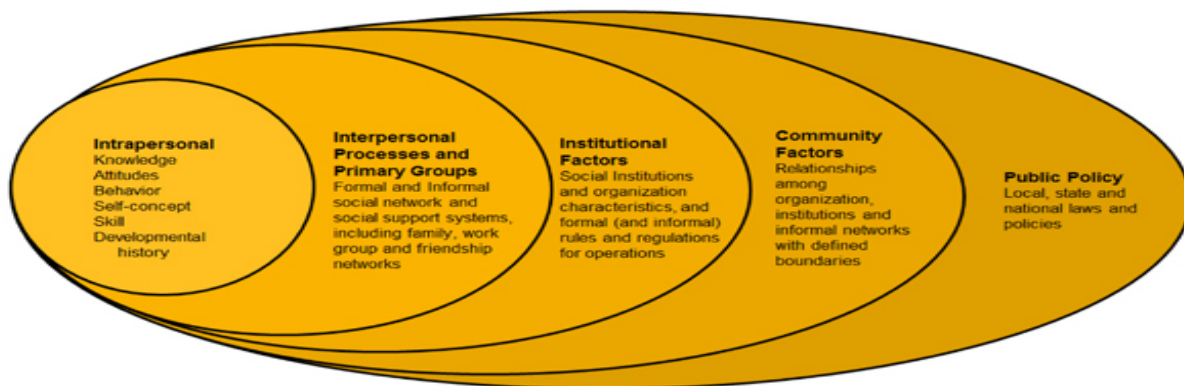 Intrapersonal
Knowledge
Attitudes
Behavior
Self-concept
Skill
Developmental
history
Interpersonal
Processes and
Primary Groups
Formal and Informal
social network and
social support systems,
including family, work
group and friendship
networks
Institutional
Factors
Social Institutions
and organization
characteristics, and
formal (and informal)
rules and regulations
for operations
Community
Factors
Relationships
among
organization,
institutions and
informal networks
with defined
boundaries
Public Policy
Local, state and
national laws and
policies